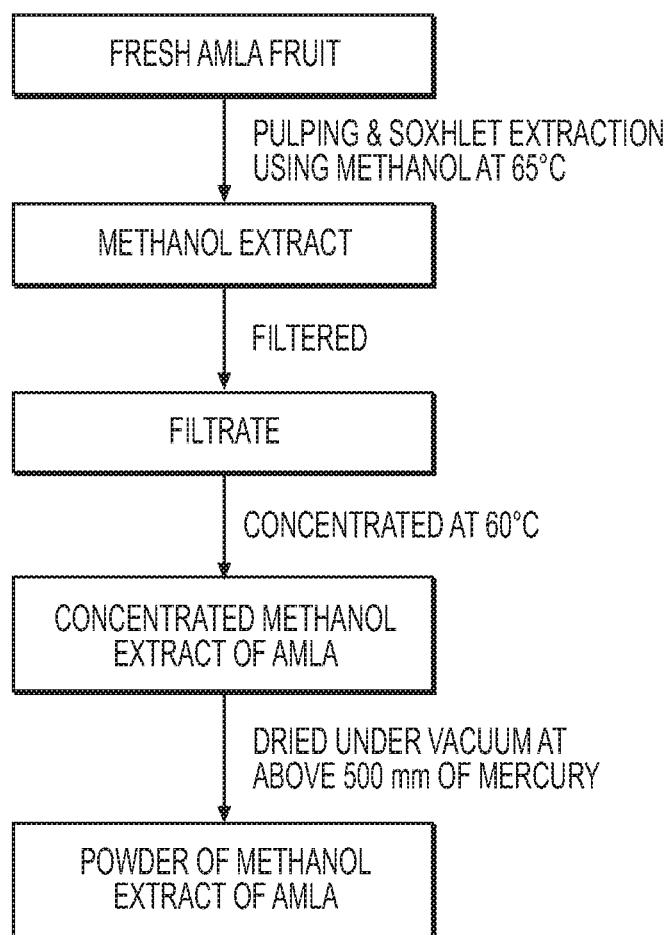 FRESH AMLA FRUIT
PULPING & SOXHLET EXTRACTION
USING METHANOL AT 65°C
METHANOL EXTRACT
FILTERED
FILTRATE
CONCENTRATED AT 60°C
CONCENTRATED METHANOL
EXTRACT OF AMLA
DRIED UNDER VACUUM AT
ABOVE 500 mm OF MERCURY
POWDER OF METHANOL
EXTRACT OF AMLA